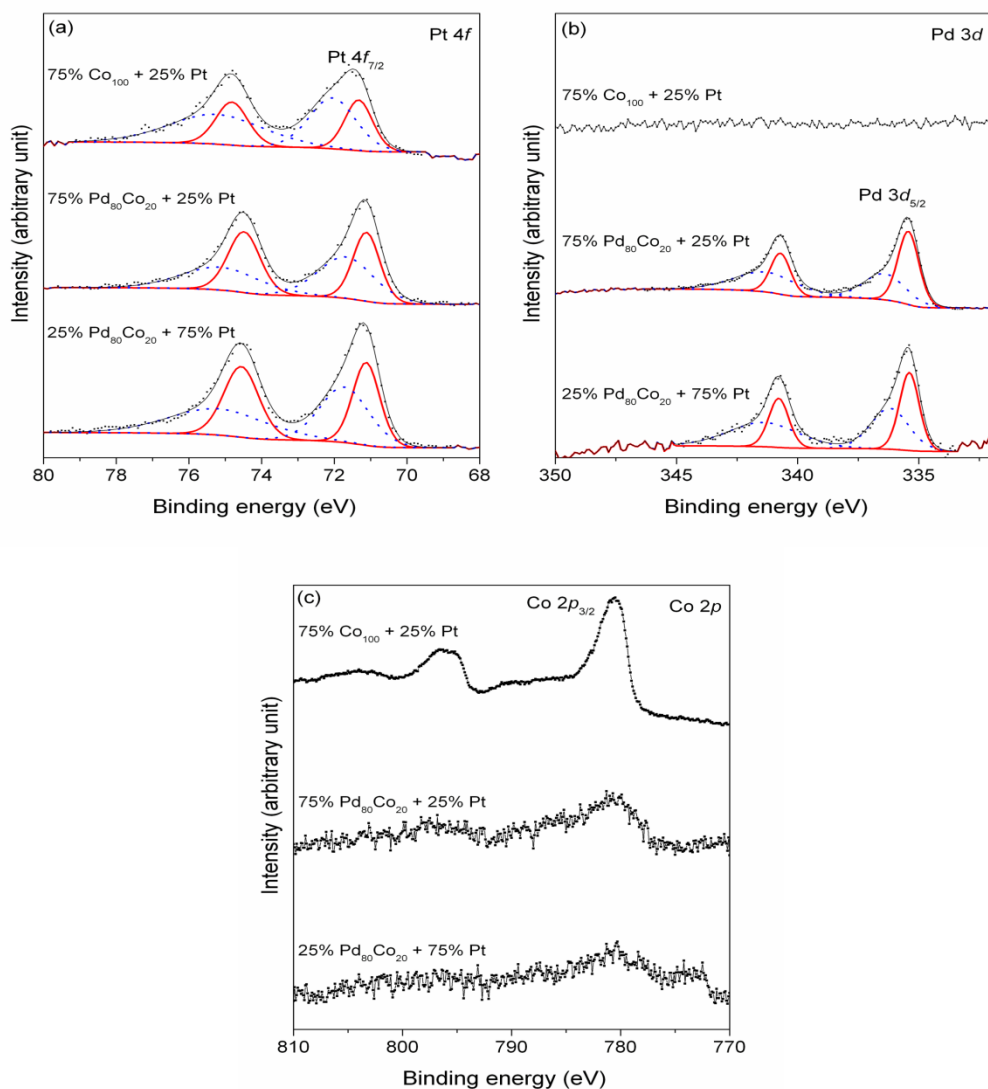 (a)
Pt 4f
Pt 4f7/2
75% Co100 + 25% Pt
75% Pd80Co20 + 25% Pt
25% Pd80Co20 + 75% Pt
Intensity (arbitrary unit)
80 78 76 74 72 70 68
Binding energy (eV)
(b)
Pd 3d
75% Co100 + 25% Pt
Pd 3d5/2
75% Pd80Co20 + 25% Pt
25% Pd80Co20 + 75% Pt
Intensity (arbitrary unit)
350 345 340 335
Binding energy (eV)
(c)
Co 2p3/2
Co 2p
75% Co100 + 25% Pt
75% Pd80Co20 + 25% Pt
25% Pd80Co20 + 75% Pt
Intensity (arbitrary unit)
810 800 790 780 770
Binding energy (eV)